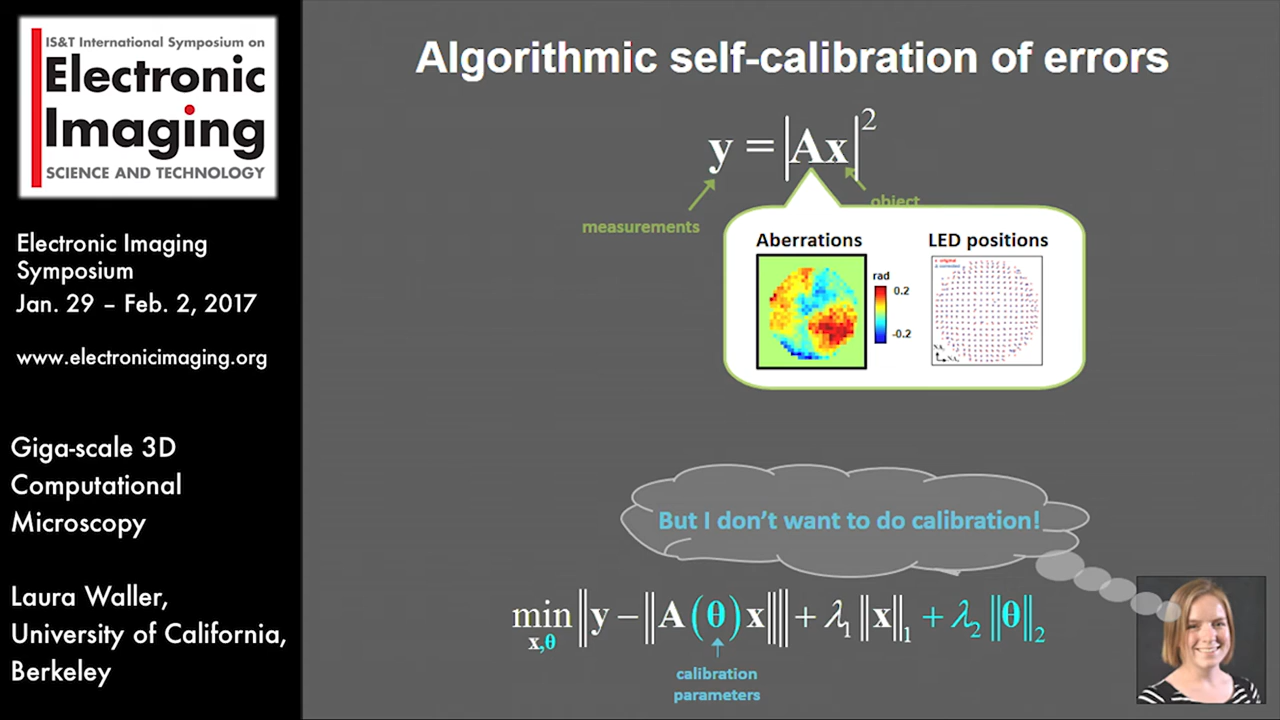 IS&T International Symposium on
Electronic
Imaging
SCIENCE AND TECHNOLOGY
Electronic Imaging
Symposium
Jan. 29 – Feb. 2, 2017
www.electronicimaging.org
Giga-scale 3D
Computational
Microscopy
Laura Waller,
University of California,
Berkeley
Algorithmic self-calibration of errors
y = |Ax|²
measurements
object
Aberrations
LED positions
rad
0.2
-0.2
But I don't want to do calibration!
min ‖y − ‖A(θ)x‖‖ + λ₁‖x‖₁ + λ₂‖θ‖₂
x,θ
calibration
parameters